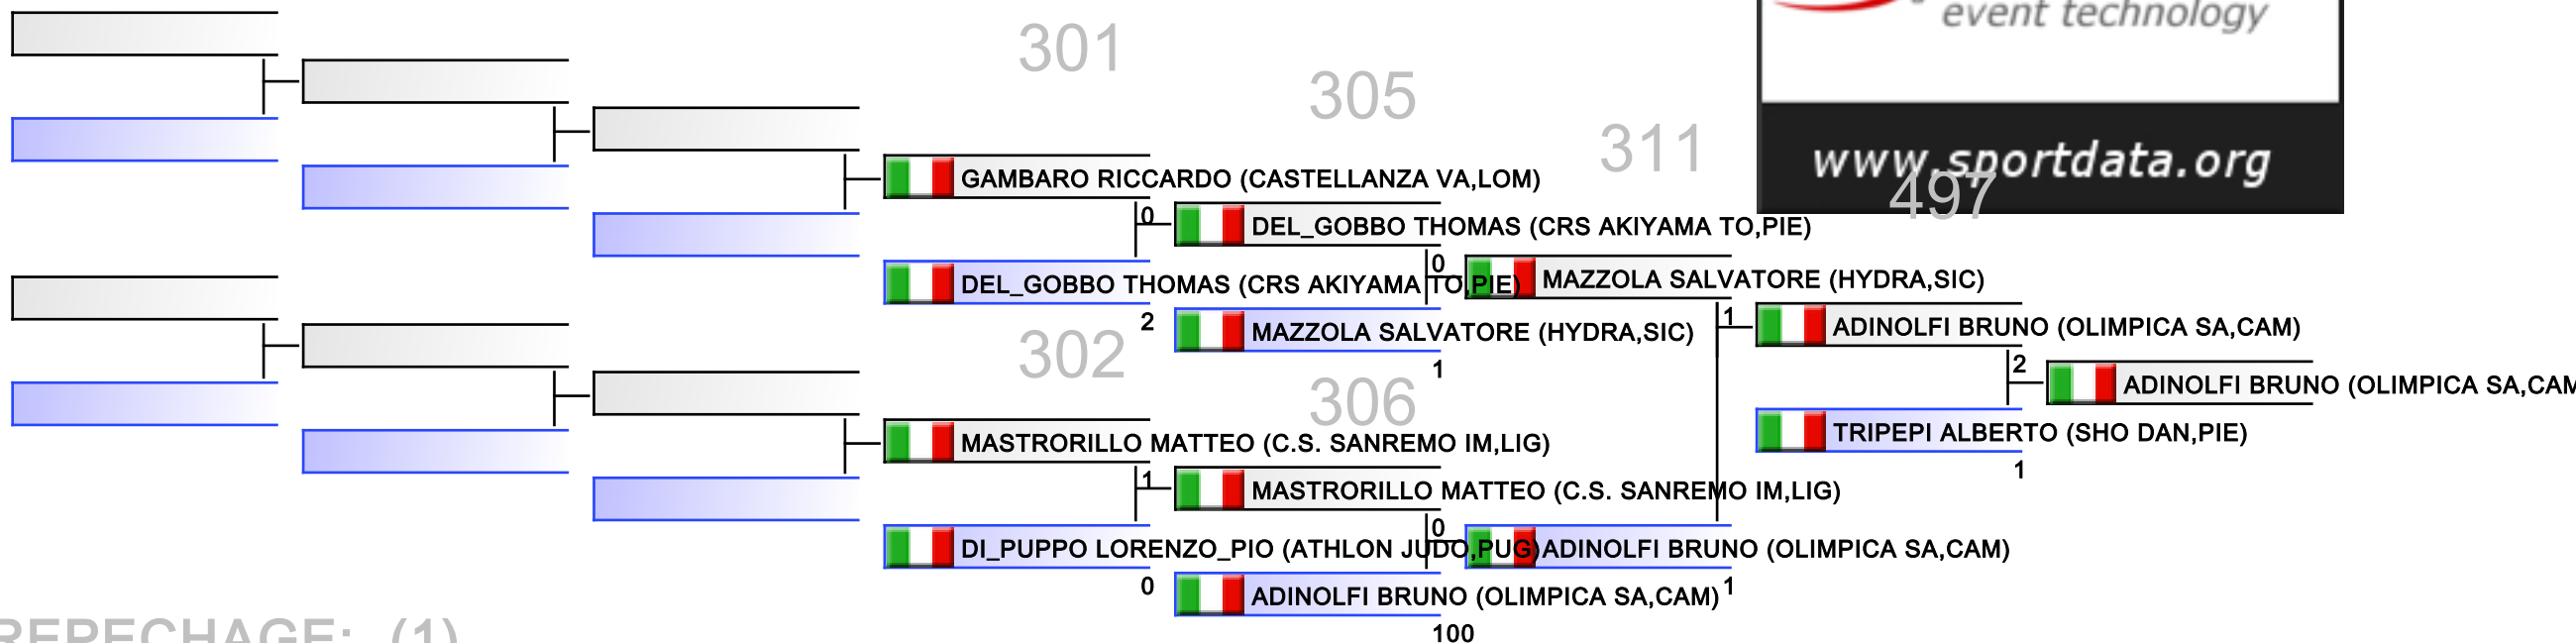 event technology
301
305
311
www.sportdata.org
497
GAMBARO RICCARDO (CASTELLANZA VA,LOM)
0
DEL_GOBBO THOMAS (CRS AKIYAMA TO,PIE)
0
DEL_GOBBO THOMAS (CRS AKIYAMA TO,PIE)
MAZZOLA SALVATORE (HYDRA,SIC)
2
MAZZOLA SALVATORE (HYDRA,SIC)
1
ADINOLFI BRUNO (OLIMPICA SA,CAM)
302
1
2
306
ADINOLFI BRUNO (OLIMPICA SA,CAM
MASTRORILLO MATTEO (C.S. SANREMO IM,LIG)
TRIPEPI ALBERTO (SHO DAN,PIE)
1
1
MASTRORILLO MATTEO (C.S. SANREMO IM,LIG)
0
DI_PUPPO LORENZO_PIO (ATHLON JUDO,PUG)
ADINOLFI BRUNO (OLIMPICA SA,CAM)
0
ADINOLFI BRUNO (OLIMPICA SA,CAM)
1
100
REPECHAGE: (1)